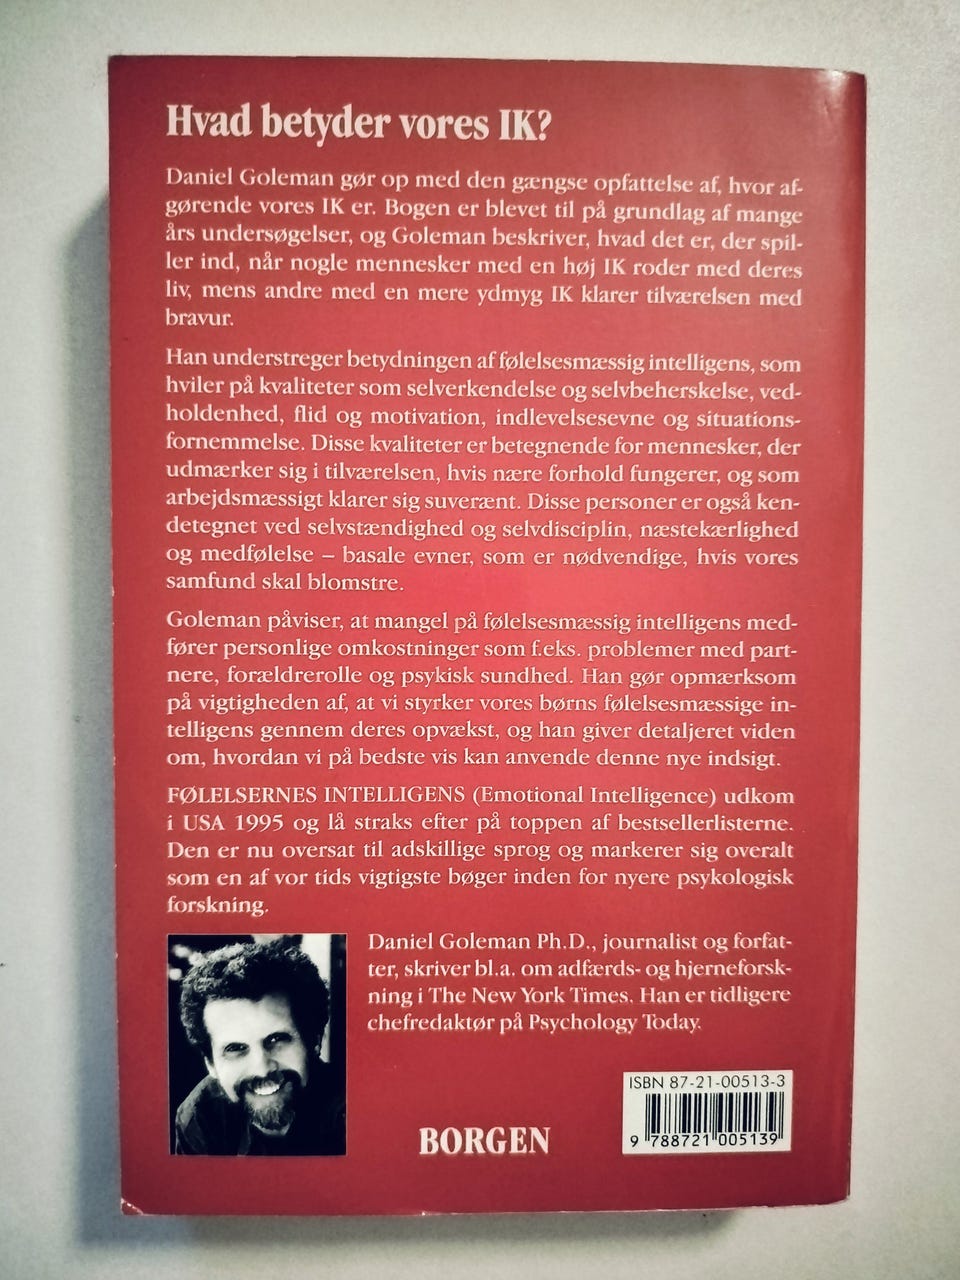 Hvad betyder vores IK?
Daniel Goleman gør op med den gængse opfattelse af, hvor af-
gørende vores IK er. Bogen er blevet til på grundlag af mange
års undersøgelser, og Goleman beskriver, hvad det er, der spil-
ler ind, når nogle mennesker med en høj IK roder med deres
liv, mens andre med en mere ydmyg IK klarer tilværelsen med
bravur.
Han understreger betydningen af følelsesmæssig intelligens, som
hviler på kvaliteter som selverkendelse og selvbeherskelse, ved-
holdenhed, flid og motivation, indlevelsesevne og situations-
fornemmelse. Disse kvaliteter er betegnende for mennesker, der
udmærker sig i tilværelsen, hvis nære forhold fungerer, og som
arbejdsmæssigt klarer sig suverænt. Disse personer er også ken-
detegnet ved selvstændighed og selvdisciplin, næstekærlighed
og medfølelse – basale evner, som er nødvendige, hvis vores
samfund skal blomstre.
Goleman påviser, at mangel på følelsesmæssig intelligens med-
fører personlige omkostninger som f.eks. problemer med part-
nere, forældrerolle og psykisk sundhed. Han gør opmærksom
på vigtigheden af, at vi styrker vores børns følelsesmæssige in-
telligens gennem deres opvækst, og han giver detaljeret viden
om, hvordan vi på bedste vis kan anvende denne nye indsigt.
FØLELSERNES INTELLIGENS (Emotional Intelligence) udkom
i USA 1995 og lå straks efter på toppen af bestsellerlisterne.
Den er nu oversat til adskillige sprog og markerer sig overalt
som en af vor tids vigtigste bøger inden for nyere psykologisk
forskning.
Daniel Goleman Ph.D., journalist og forfat-
ter, skriver bl.a. om adfærds- og hjerneforsk-
ning i The New York Times. Han er tidligere
chefredaktør på Psychology Today.
ISBN 87-21-00513-3
9 788721 005139
BORGEN